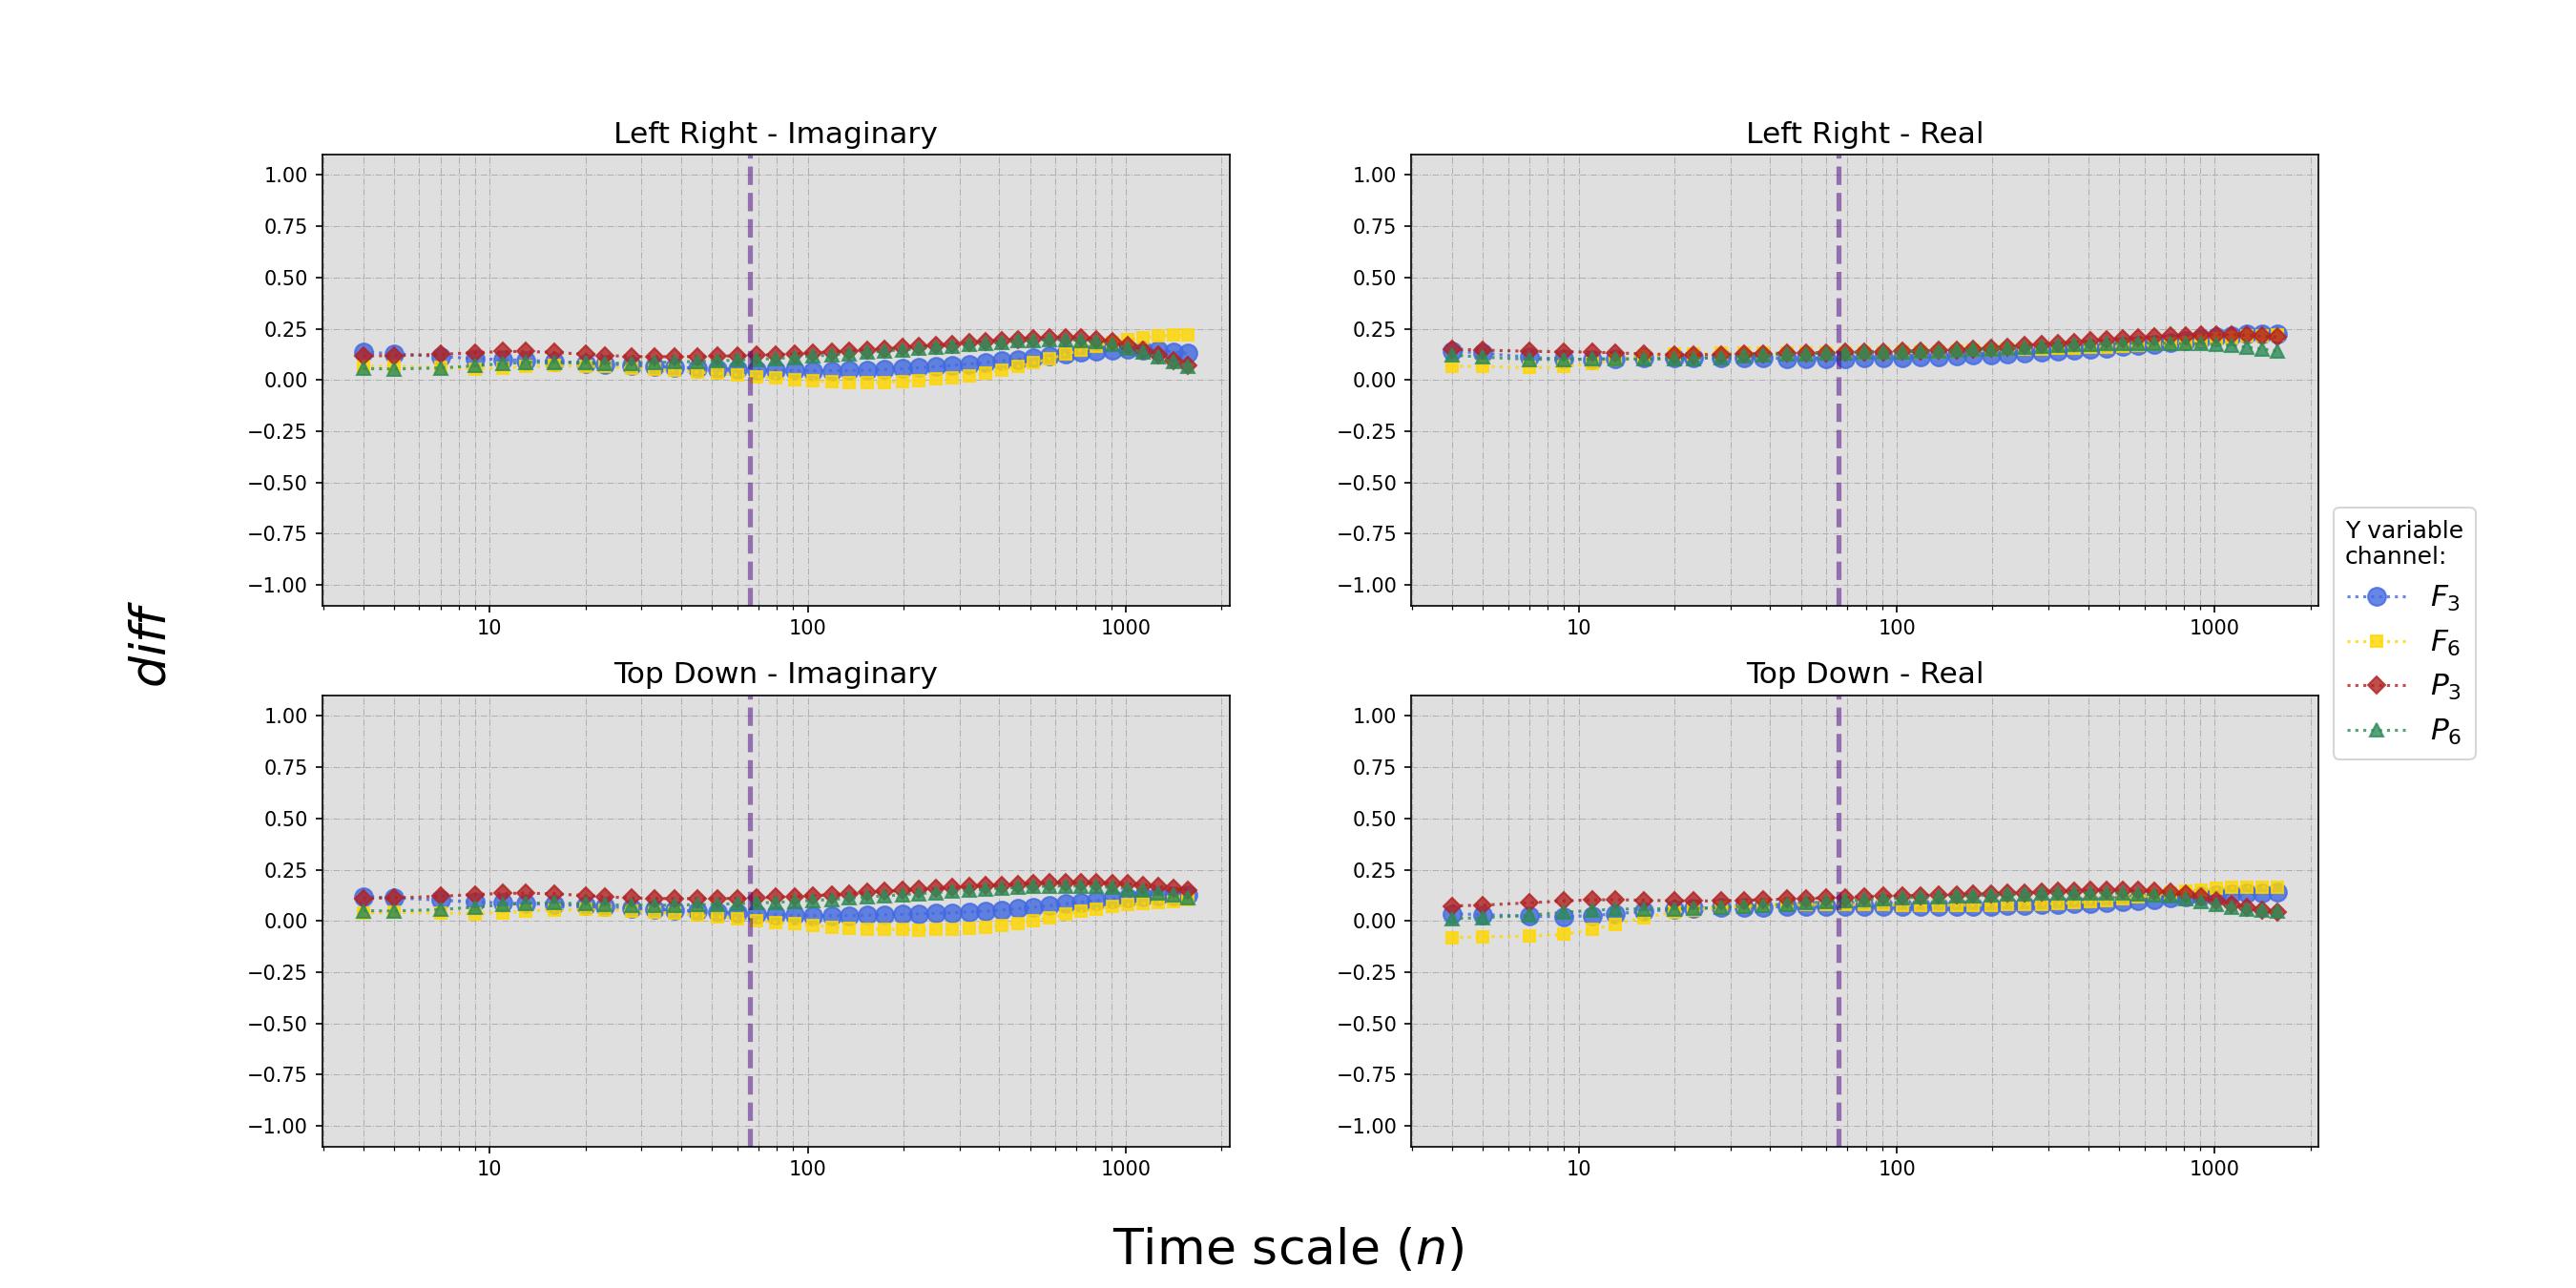 Left Right - Imaginary
1.00
0.75
0.50
0.25
0.00
−0.25
−0.50
−0.75
−1.00
10 100 1000
Left Right - Real
1.00
0.75
0.50
0.25
0.00
−0.25
−0.50
−0.75
−1.00
10 100 1000
Top Down - Imaginary
1.00
0.75
0.50
0.25
0.00
−0.25
−0.50
−0.75
−1.00
10 100 1000
Top Down - Real
1.00
0.75
0.50
0.25
0.00
−0.25
−0.50
−0.75
−1.00
10 100 1000
diff
Time scale (n)
Y variable
channel:
F3
F6
P3
P6